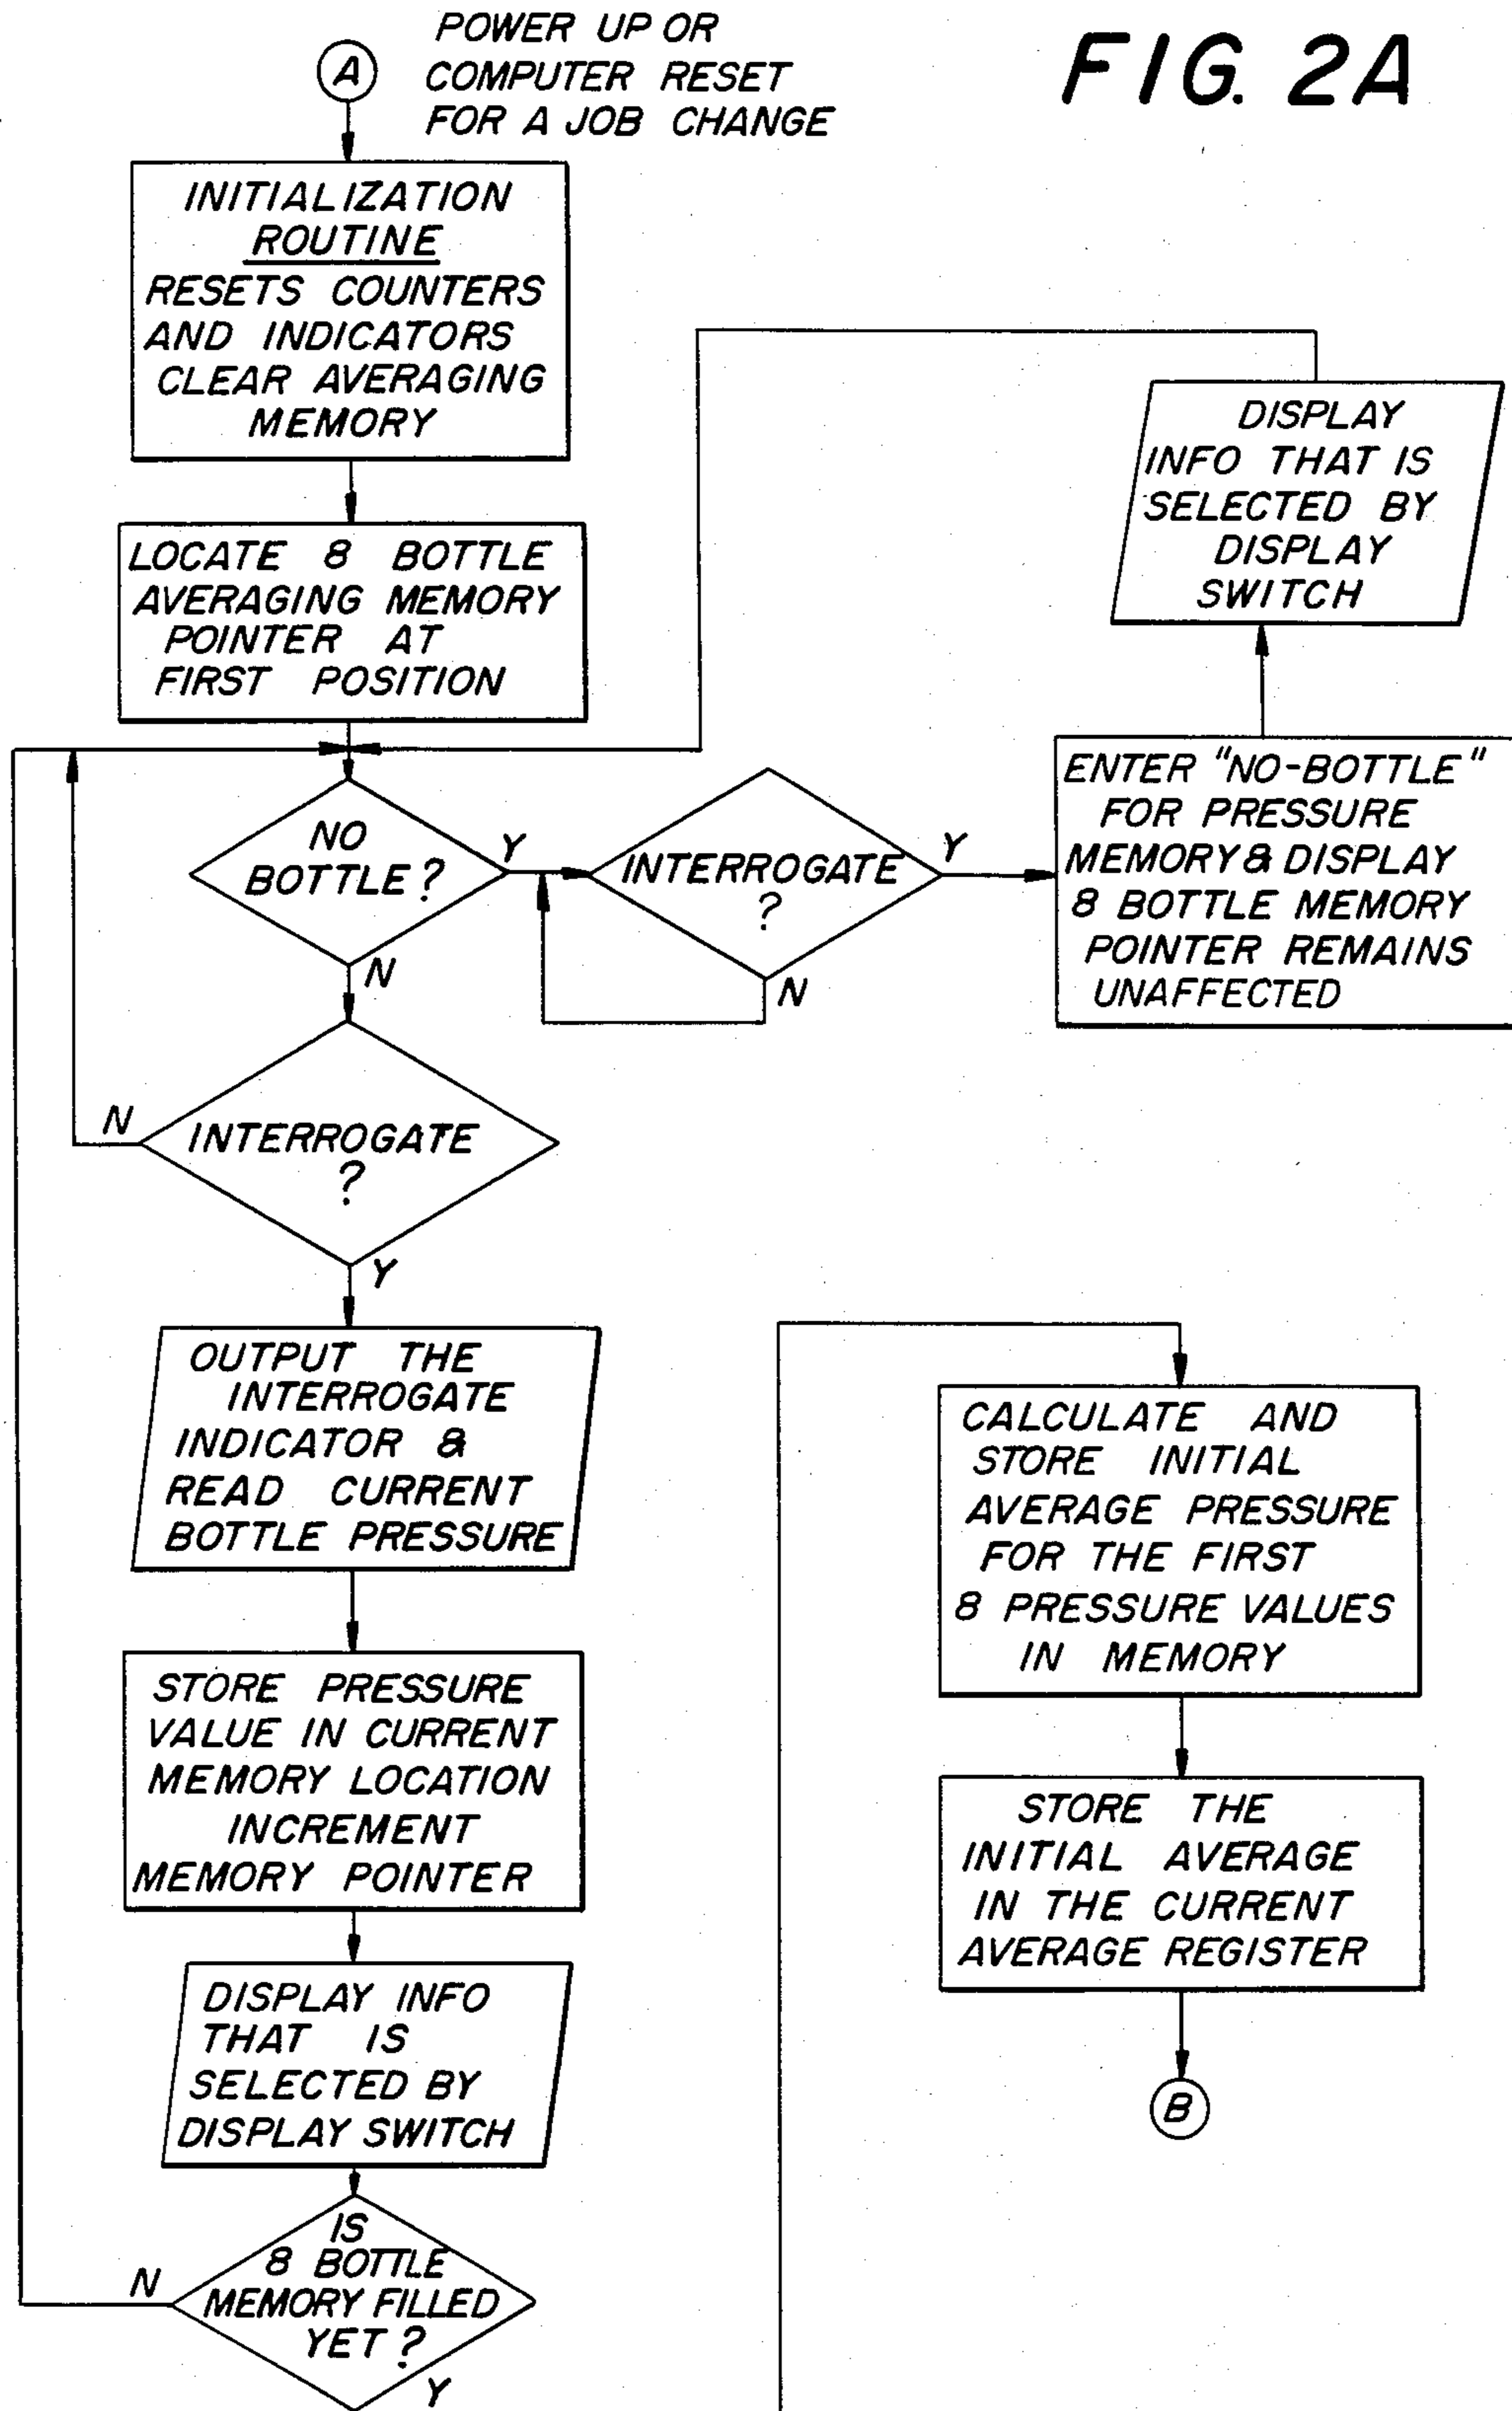 FIG. 2A
A
POWER UP OR
COMPUTER RESET
FOR A JOB CHANGE
INITIALIZATION
ROUTINE
RESETS COUNTERS
AND INDICATORS
CLEAR AVERAGING
MEMORY
LOCATE 8 BOTTLE
AVERAGING MEMORY
POINTER AT
FIRST POSITION
NO
BOTTLE?
Y
N
INTERROGATE
?
Y
N
ENTER "NO-BOTTLE"
FOR PRESSURE
MEMORY & DISPLAY
8 BOTTLE MEMORY
POINTER REMAINS
UNAFFECTED
DISPLAY
INFO THAT IS
SELECTED BY
DISPLAY
SWITCH
INTERROGATE
?
N
Y
OUTPUT THE
INTERROGATE
INDICATOR &
READ CURRENT
BOTTLE PRESSURE
STORE PRESSURE
VALUE IN CURRENT
MEMORY LOCATION
INCREMENT
MEMORY POINTER
DISPLAY INFO
THAT IS
SELECTED BY
DISPLAY SWITCH
IS
8 BOTTLE
MEMORY FILLED
YET?
N
Y
CALCULATE AND
STORE INITIAL
AVERAGE PRESSURE
FOR THE FIRST
8 PRESSURE VALUES
IN MEMORY
STORE THE
INITIAL AVERAGE
IN THE CURRENT
AVERAGE REGISTER
B